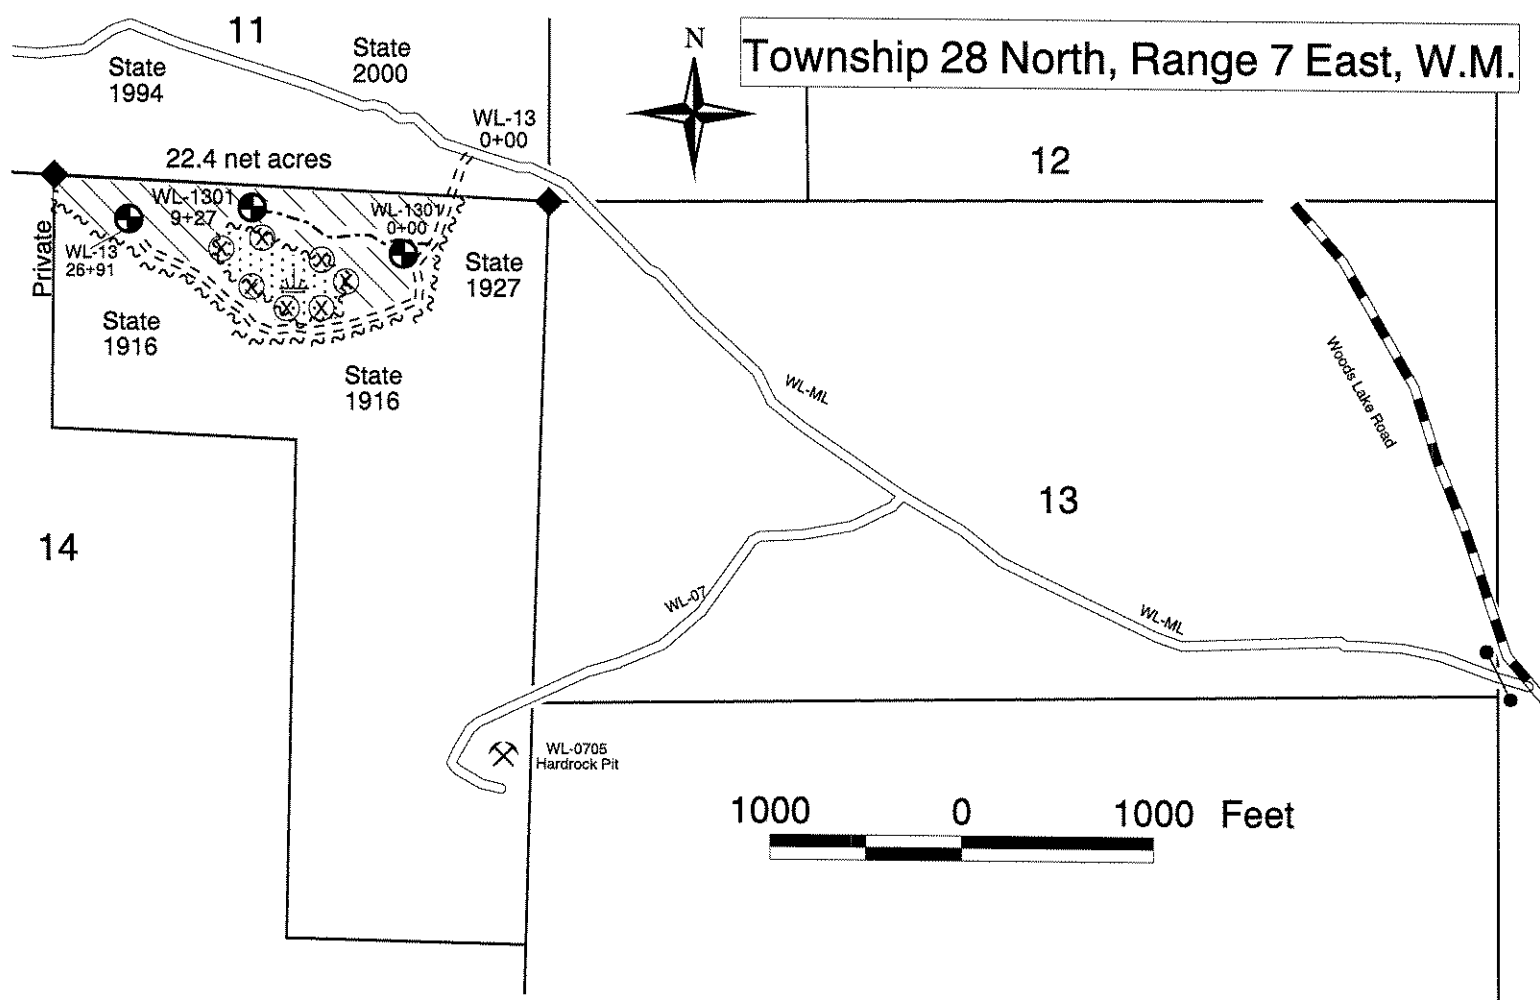 11
State
2000
N
Township 28 North, Range 7 East, W.M.
State
1994
WL-13
0+00
22.4 net acres
12
WL-1301
9+27
WL-1301
0+00
Private
WL-13
26+91
State
1927
State
1916
State
1916
WL-ML
Woods Lake Road
13
14
WL-07
WL-ML
WL-0705
Hardrock Pit
1000 0 1000 Feet